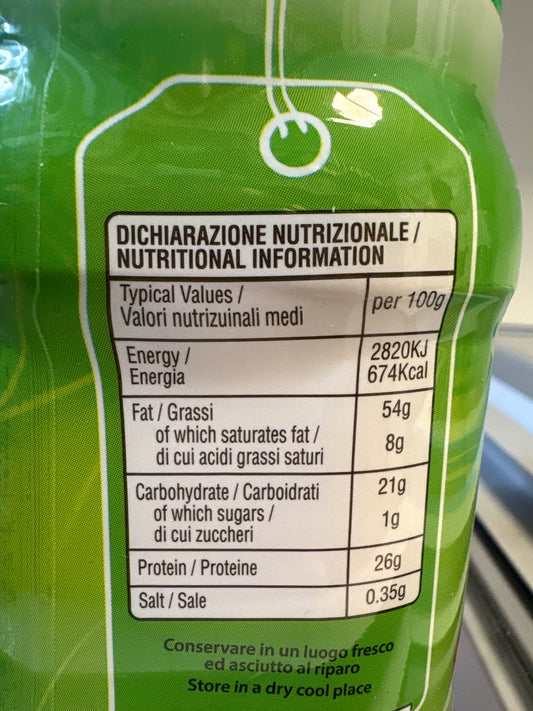 DICHIARAZIONE NUTRIZIONALE /
NUTRITIONAL INFORMATION
Typical Values /
Valori nutrizuinali medi
per 100g
Energy /
Energia
2820KJ
674Kcal
Fat / Grassi
54g
of which saturates fat /
di cui acidi grassi saturi
8g
Carbohydrate / Carboidrati
21g
of which sugars /
di cui zuccheri
1g
Protein / Proteine
26g
Salt / Sale
0.35g
Conservare in un luogo fresco
ed asciutto al riparo
Store in a dry cool place